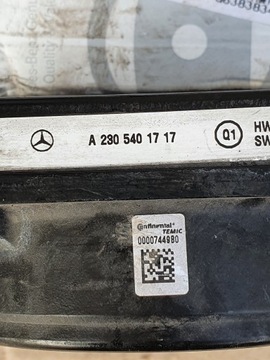 A 230 540 17 17
Q1
HW
SW
Continental
TEMIC
0000744980